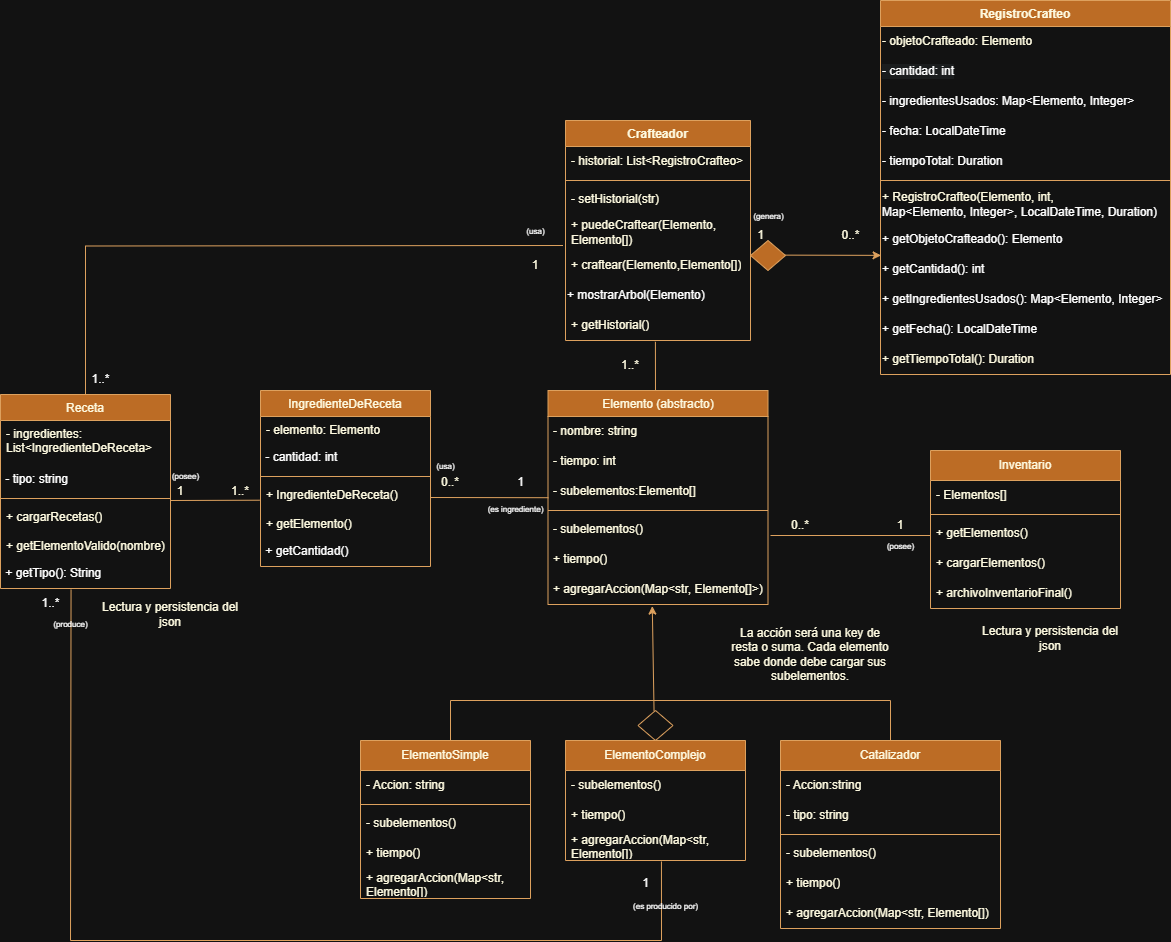 RegistroCrafteo
- objetoCrafteado: Elemento
- cantidad: int
- ingredientesUsados: Map<Elemento, Integer>
- fecha: LocalDateTime
- tiempoTotal: Duration
+ RegistroCrafteo(Elemento, int,
Map<Elemento, Integer>, LocalDateTime, Duration)
+ getObjetoCrafteado(): Elemento
+ getCantidad(): int
+ getIngredientesUsados(): Map<Elemento, Integer>
+ getFecha(): LocalDateTime
+ getTiempoTotal(): Duration
Crafteador
- historial: List<RegistroCrafteo>
- setHistorial(str)
+ puedeCraftear(Elemento,
Elemento[])
+ craftear(Elemento,Elemento[])
+ mostrarArbol(Elemento)
+ getHistorial()
(genera)
1
0..*
(usa)
1
1..*
1..*
Receta
- ingredientes:
List<IngredienteDeReceta>
- tipo: string
+ cargarRecetas()
+ getElementoValido(nombre)
+ getTipo(): String
(posee)
1
1..*
IngredienteDeReceta
- elemento: Elemento
- cantidad: int
+ IngredienteDeReceta()
+ getElemento()
+ getCantidad()
(usa)
0..*
1
(es ingrediente)
Elemento (abstracto)
- nombre: string
- tiempo: int
- subelementos:Elemento[]
- subelementos()
+ tiempo()
+ agregarAccion(Map<str, Elemento[]>)
0..*
1
(posee)
Inventario
- Elementos[]
+ getElementos()
+ cargarElementos()
+ archivoInventarioFinal()
1..*
(produce)
Lectura y persistencia del
json
Lectura y persistencia del
json
La acción será una key de
resta o suma. Cada elemento
sabe donde debe cargar sus
subelementos.
ElementoSimple
- Accion: string
- subelementos()
+ tiempo()
+ agregarAccion(Map<str,
Elemento[])
ElementoComplejo
- subelementos()
+ tiempo()
+ agregarAccion(Map<str,
Elemento[])
Catalizador
- Accion:string
- tipo: string
- subelementos()
+ tiempo()
+ agregarAccion(Map<str, Elemento[])
1
(es producido por)